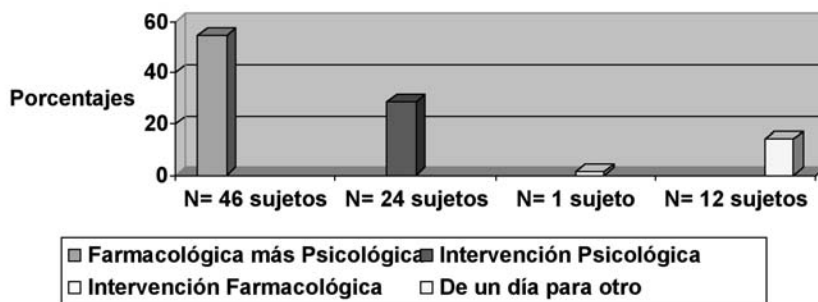 60
40
Porcentajes
20
0
N= 46 sujetos N= 24 sujetos N= 1 sujeto N= 12 sujetos
Farmacológica más Psicológica Intervención Psicológica
Intervención Farmacológica De un día para otro